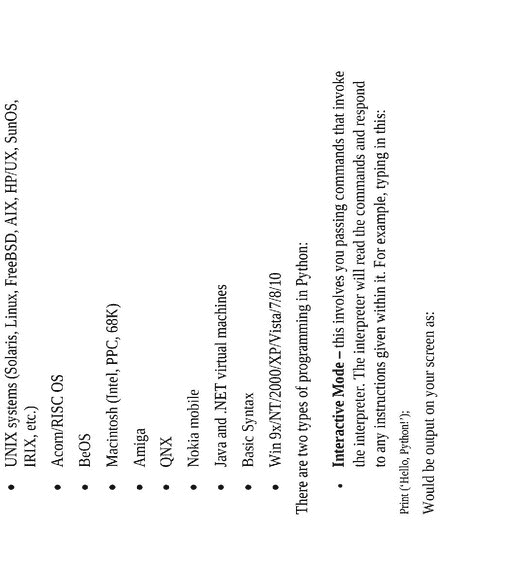 • UNIX systems (Solaris, Linux, FreeBSD, AIX, HP/UX, SunOS,
IRIX, etc.)
• Acorn/RISC OS
• BeOS
• Macintosh (Intel, PPC, 68K)
• Amiga
• QNX
• Nokia mobile
• Java and .NET virtual machines
• Basic Syntax
• Win 9x/NT/2000/XP/Vista/7/8/10
There are two types of programming in Python:
• Interactive Mode – this involves you passing commands that invoke
the interpreter. The interpreter will read the commands and respond
to any instructions given within it. For example, typing in this:
Print ('Hello, Python!');
Would be output on your screen as: